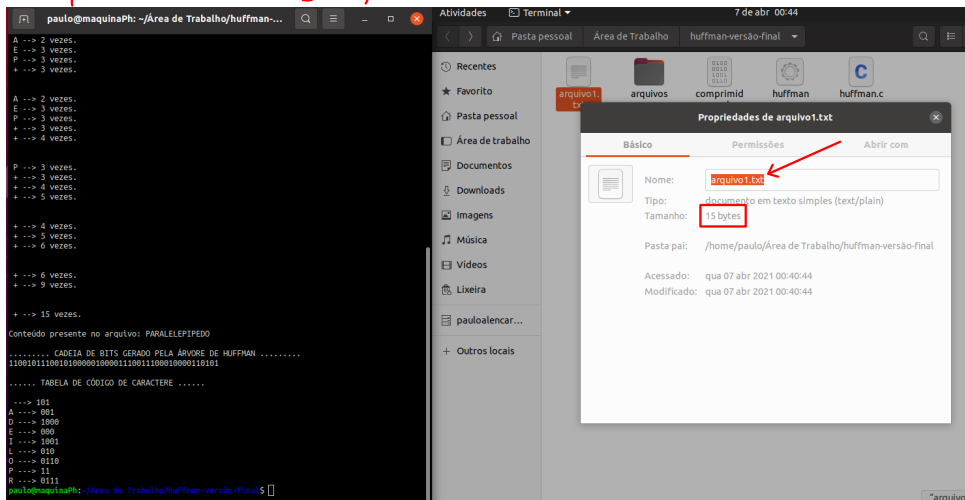 paulo@maquinaPh: ~/Área de Trabalho/huffman-...
A --> 2 vezes.
E --> 3 vezes.
P --> 3 vezes.
+ --> 3 vezes.
A --> 2 vezes.
E --> 3 vezes.
P --> 3 vezes.
+ --> 3 vezes.
+ --> 4 vezes.
P --> 3 vezes.
+ --> 3 vezes.
+ --> 4 vezes.
+ --> 5 vezes.
+ --> 4 vezes.
+ --> 5 vezes.
+ --> 6 vezes.
+ --> 6 vezes.
+ --> 9 vezes.
+ --> 15 vezes.
Conteúdo presente no arquivo: PARALELEPIPEDO
......... CADEIA DE BITS GERADO PELA ÁRVORE DE HUFFMAN .........
...... TABELA DE CÓDIGO DE CARACTERE ......
---> 101
A ---> 001
D ---> 1000
E ---> 000
I ---> 1001
L ---> 010
O ---> 0110
P ---> 11
R ---> 0111
paulo@maquinaPh:~/Área de Trabalho/huffman-versão-final$
Atividades Terminal 7 de abr 00:44
Pasta pessoal Área de Trabalho huffman-versão-final
Recentes
Favorito
Pasta pessoal
Área de trabalho
Documentos
Downloads
Imagens
Música
Vídeos
Lixeira
pauloalencar...
+ Outros locais
arquivo1. arquivos comprimid huffman huffman.c
Propriedades de arquivo1.txt
Básico Permissões Abrir com
Nome: arquivo1.txt
Tipo: documento em texto simples (text/plain)
Tamanho: 15 bytes
Pasta pai: /home/paulo/Área de Trabalho/huffman-versão-final
Acessado: qua 07 abr 2021 00:40:44
Modificado: qua 07 abr 2021 00:40:44